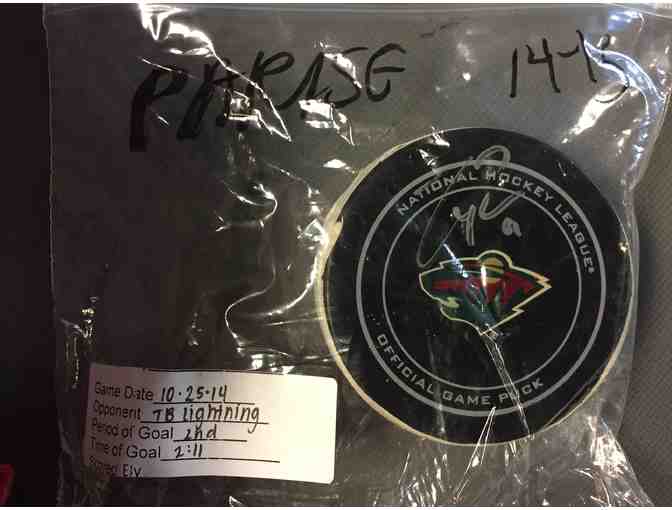 PARISE 14-15
NATIONAL HOCKEY LEAGUE®
9
OFFICIAL GAME PUCK
Game Date 10·25·14
Opponent TB Lightning
Period of Goal 2nd
Time of Goal 2:11